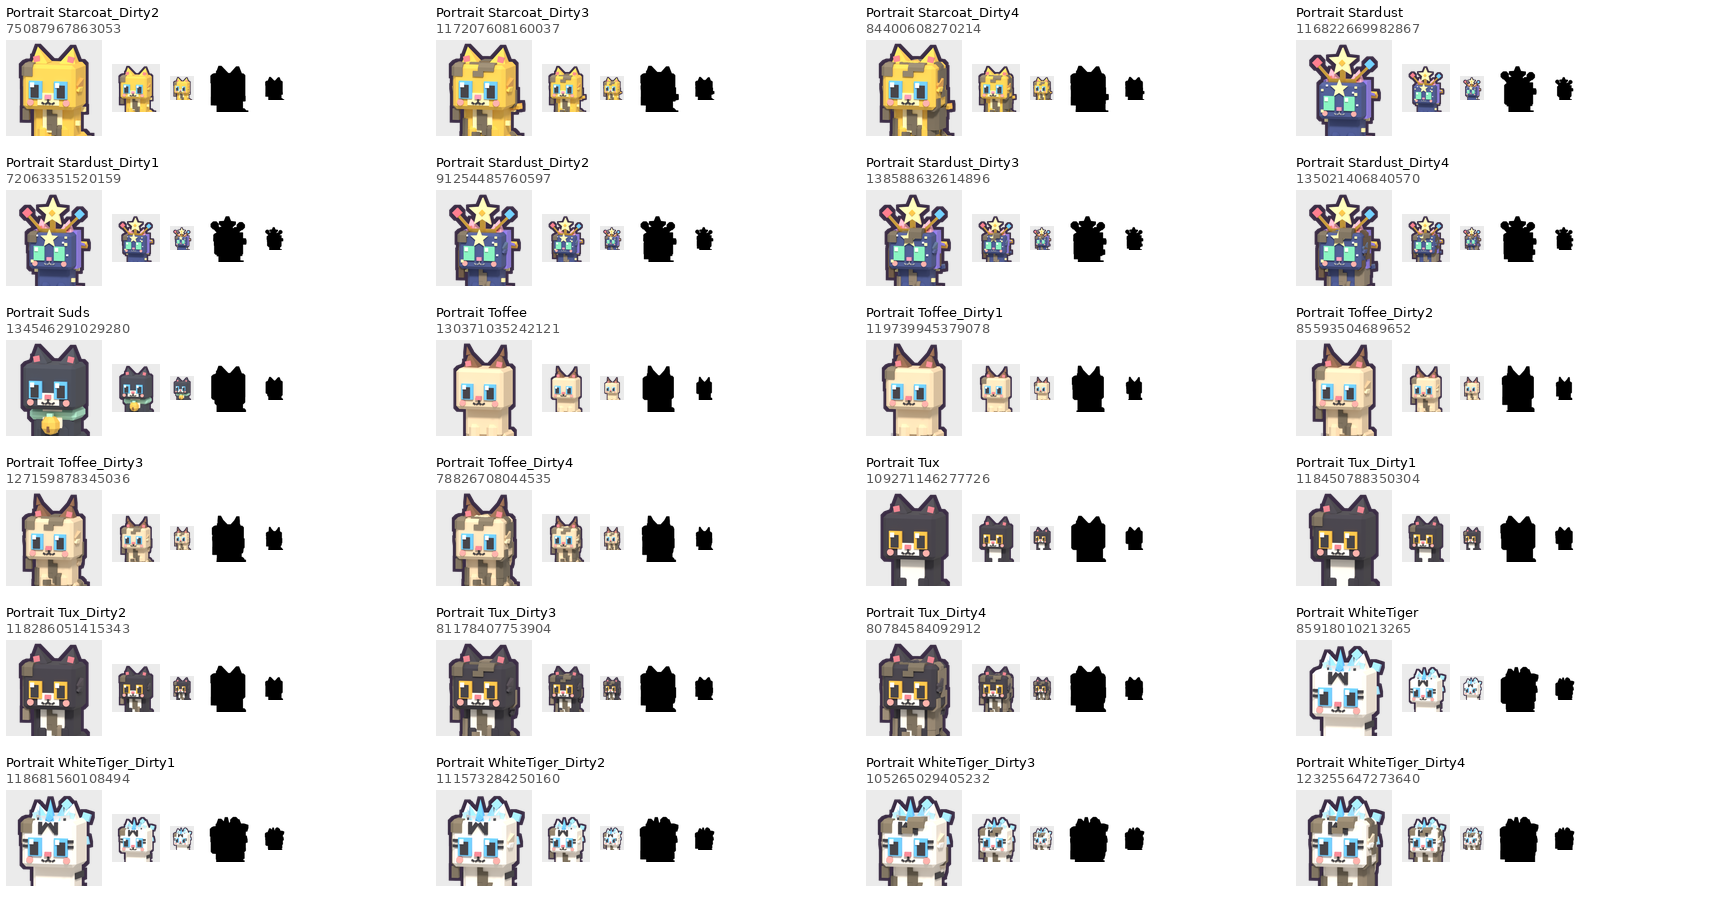 Portrait Starcoat_Dirty2
75087967863053
Portrait Starcoat_Dirty3
117207608160037
Portrait Starcoat_Dirty4
84400608270214
Portrait Stardust
116822669982867
Portrait Stardust_Dirty1
72063351520159
Portrait Stardust_Dirty2
91254485760597
Portrait Stardust_Dirty3
138588632614896
Portrait Stardust_Dirty4
135021406840570
Portrait Suds
134546291029280
Portrait Toffee
130371035242121
Portrait Toffee_Dirty1
119739945379078
Portrait Toffee_Dirty2
85593504689652
Portrait Toffee_Dirty3
127159878345036
Portrait Toffee_Dirty4
78826708044535
Portrait Tux
109271146277726
Portrait Tux_Dirty1
118450788350304
Portrait Tux_Dirty2
118286051415343
Portrait Tux_Dirty3
81178407753904
Portrait Tux_Dirty4
80784584092912
Portrait WhiteTiger
85918010213265
Portrait WhiteTiger_Dirty1
118681560108494
Portrait WhiteTiger_Dirty2
111573284250160
Portrait WhiteTiger_Dirty3
105265029405232
Portrait WhiteTiger_Dirty4
123255647273640